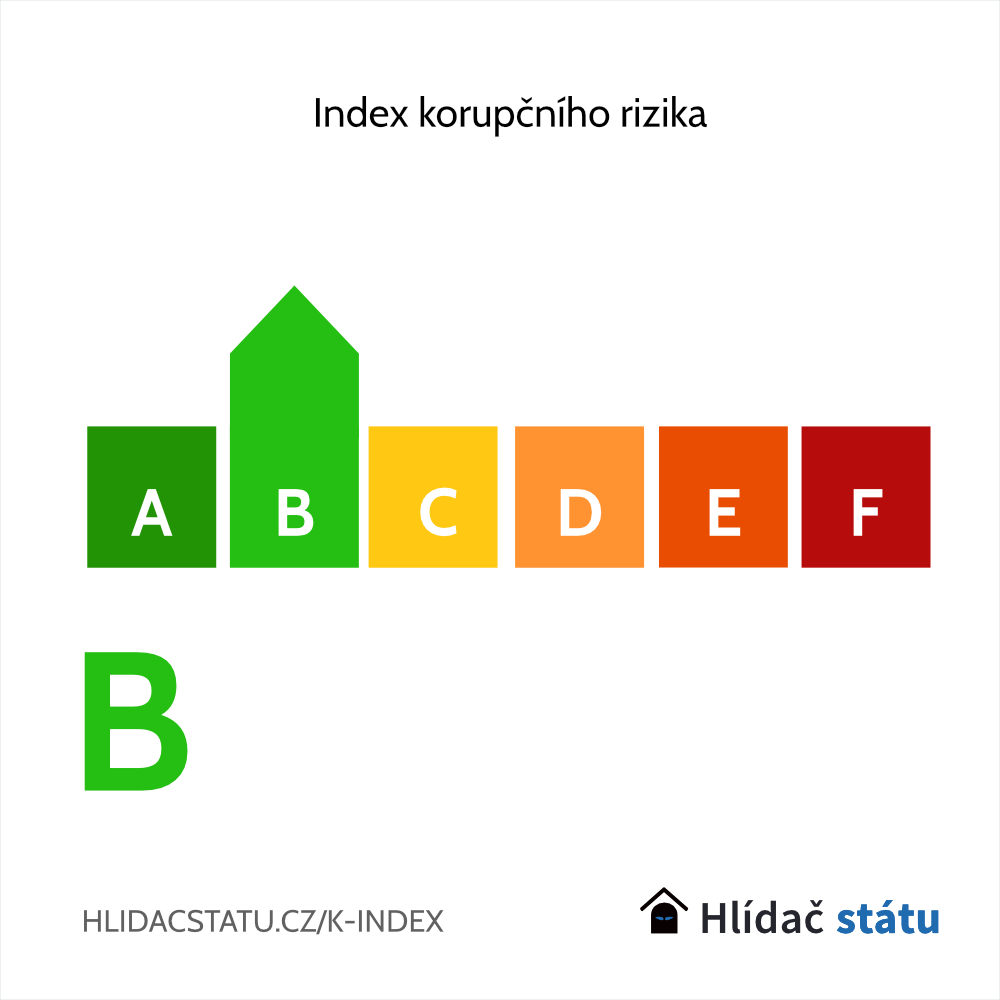 Index korupčního rizika
A B C D E F
B
HLIDACSTATU.CZ/K-INDEX
Hlídač státu